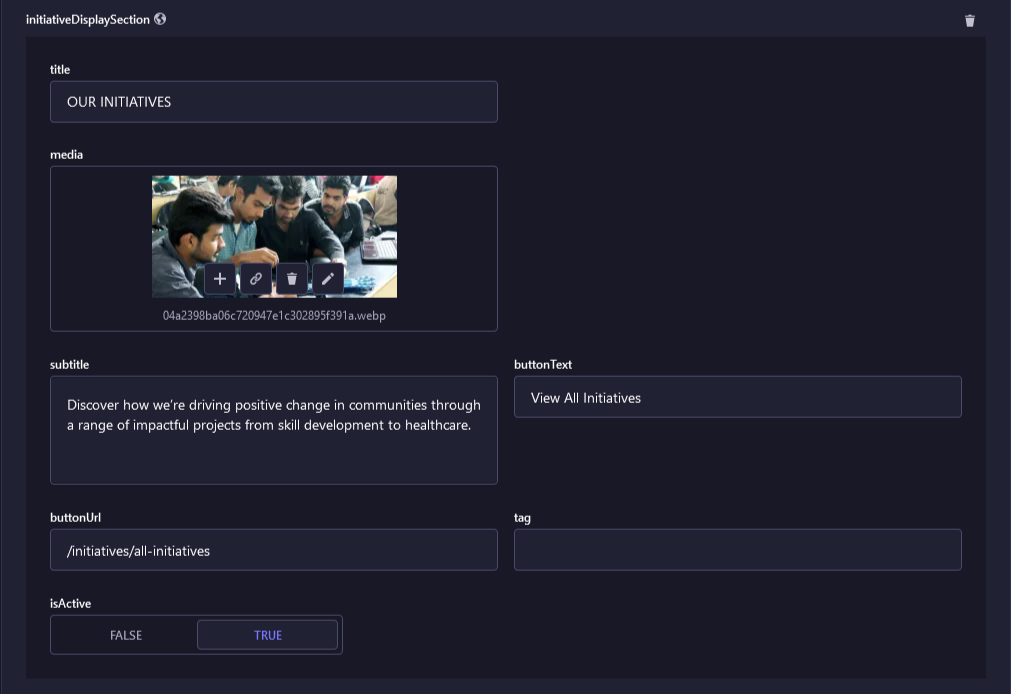 initiativeDisplaySection
title
OUR INITIATIVES
media
04a2398ba06c720947e1c302895f391a.webp
subtitle
Discover how we're driving positive change in communities through
a range of impactful projects from skill development to healthcare.
buttonText
View All Initiatives
buttonUrl
/initiatives/all-initiatives
tag
isActive
FALSE
TRUE